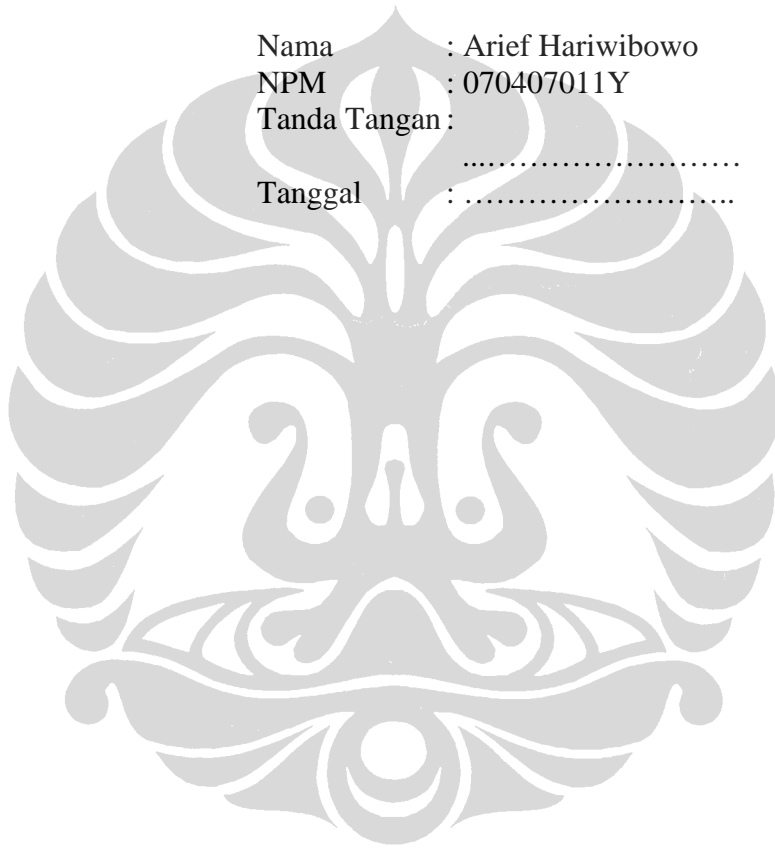 Nama : Arief Hariwibowo
NPM : 070407011Y
Tanda Tangan :
...……………………
Tanggal : ……………………..